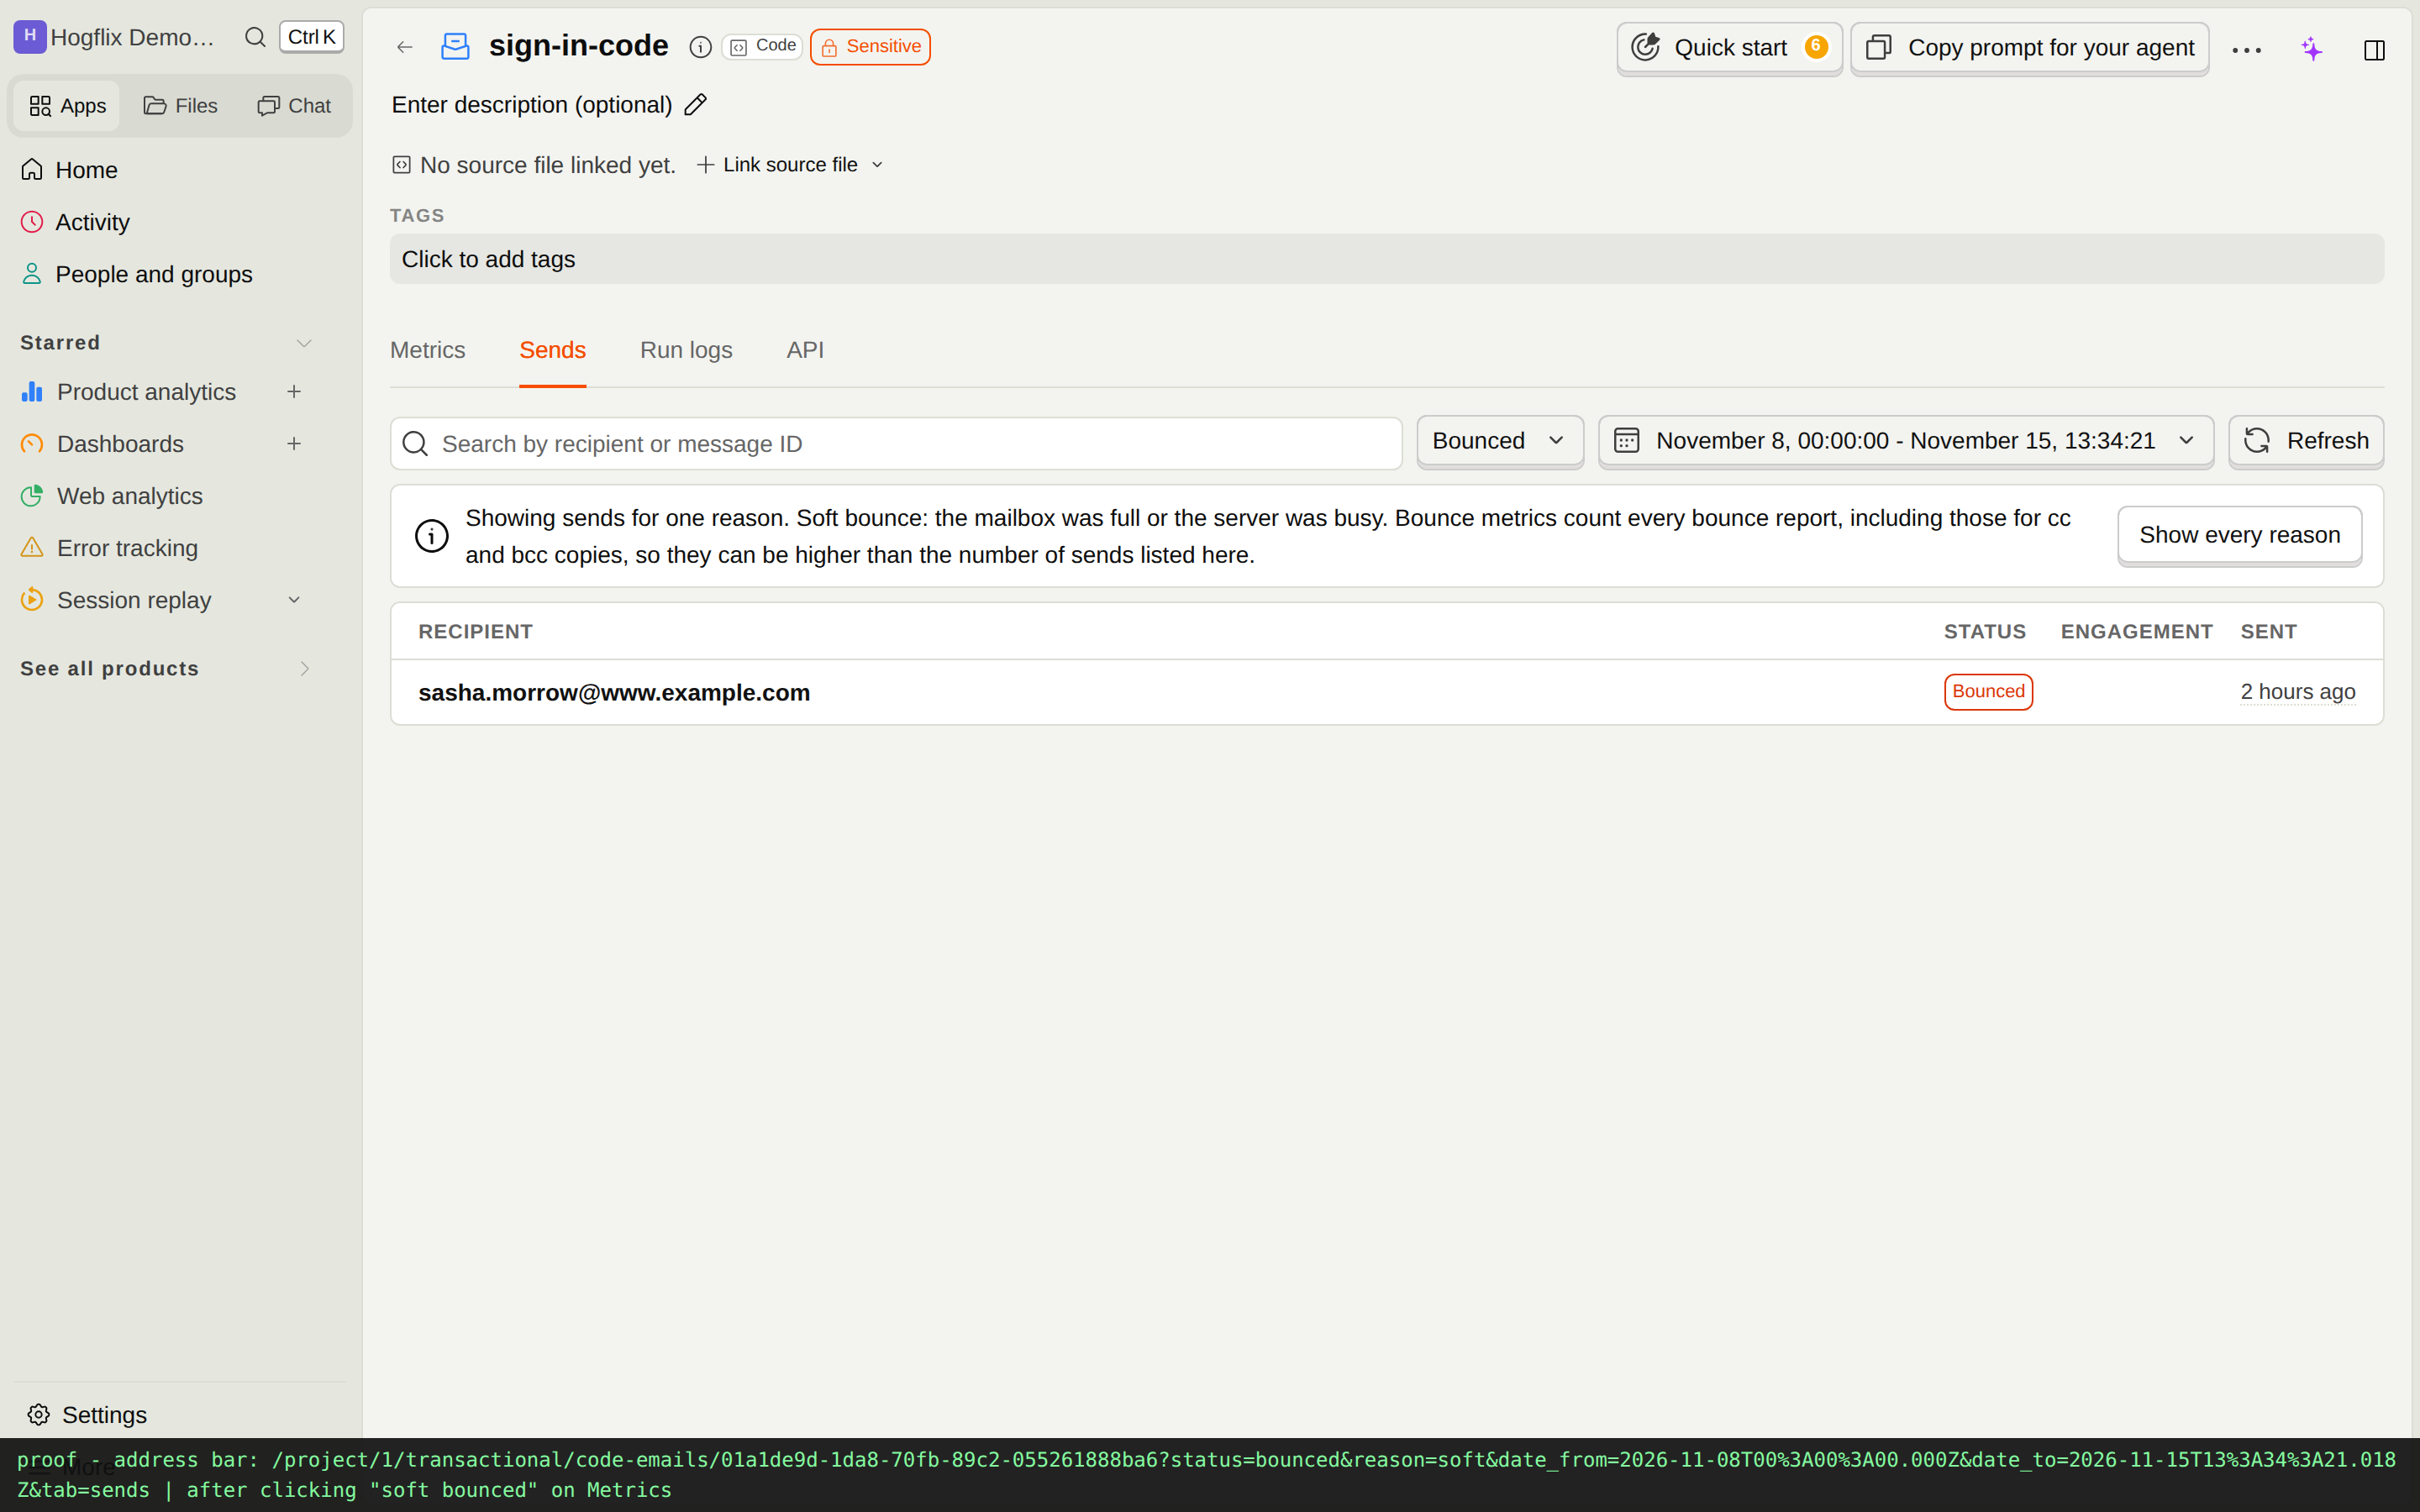 H Hogflix Demo… Ctrl K
Apps Files Chat
Home
Activity
People and groups
Starred
Product analytics
Dashboards
Web analytics
Error tracking
Session replay
See all products
Settings
More
sign-in-code Code Sensitive
Quick start 6 Copy prompt for your agent
Enter description (optional)
No source file linked yet. Link source file
TAGS
Click to add tags
Metrics Sends Run logs API
Search by recipient or message ID Bounced November 8, 00:00:00 - November 15, 13:34:21 Refresh
Showing sends for one reason. Soft bounce: the mailbox was full or the server was busy. Bounce metrics count every bounce report, including those for cc
and bcc copies, so they can be higher than the number of sends listed here.
Show every reason
RECIPIENT STATUS ENGAGEMENT SENT
sasha.morrow@www.example.com Bounced 2 hours ago
proof - address bar: /project/1/transactional/code-emails/01a1de9d-1da8-70fb-89c2-055261888ba6?status=bounced&reason=soft&date_from=2026-11-08T00%3A00%3A00.000Z&date_to=2026-11-15T13%3A34%3A21.018
Z&tab=sends | after clicking "soft bounced" on Metrics